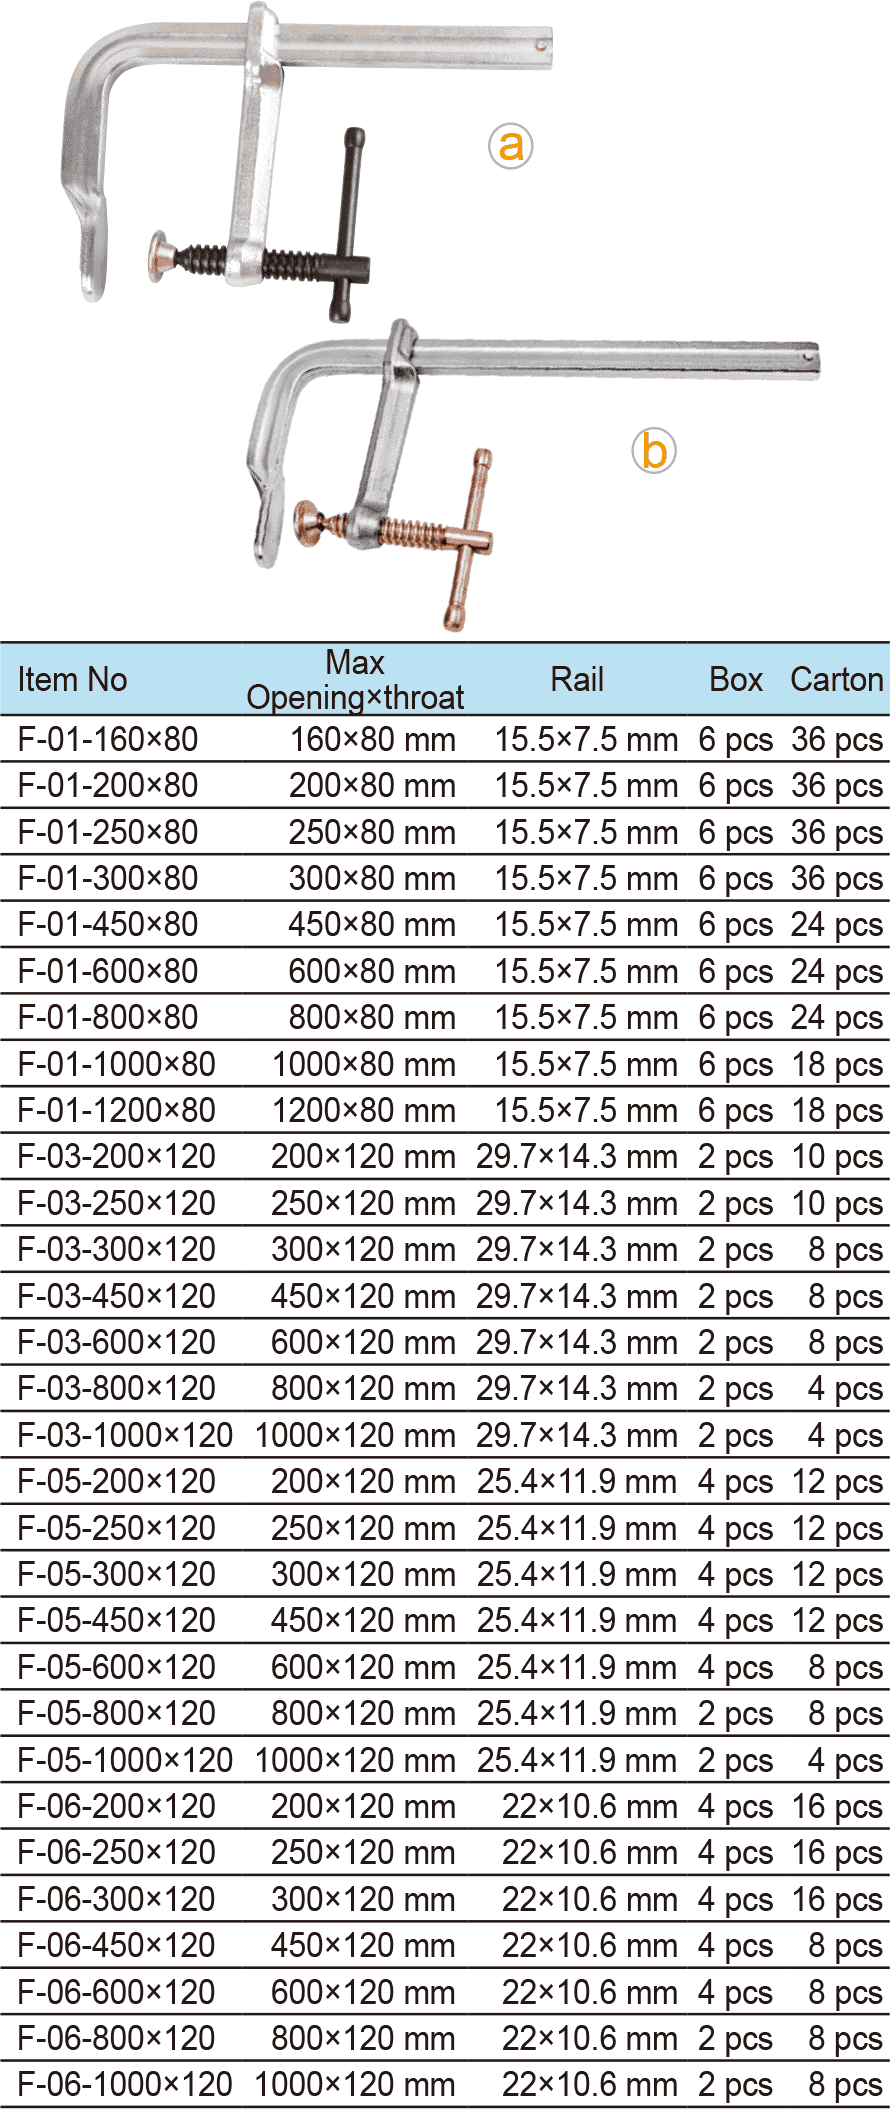 a
b
Item No Max Opening×throat Rail Box Carton
F-01-160×80 160×80 mm 15.5×7.5 mm 6 pcs 36 pcs
F-01-200×80 200×80 mm 15.5×7.5 mm 6 pcs 36 pcs
F-01-250×80 250×80 mm 15.5×7.5 mm 6 pcs 36 pcs
F-01-300×80 300×80 mm 15.5×7.5 mm 6 pcs 36 pcs
F-01-450×80 450×80 mm 15.5×7.5 mm 6 pcs 24 pcs
F-01-600×80 600×80 mm 15.5×7.5 mm 6 pcs 24 pcs
F-01-800×80 800×80 mm 15.5×7.5 mm 6 pcs 24 pcs
F-01-1000×80 1000×80 mm 15.5×7.5 mm 6 pcs 18 pcs
F-01-1200×80 1200×80 mm 15.5×7.5 mm 6 pcs 18 pcs
F-03-200×120 200×120 mm 29.7×14.3 mm 2 pcs 10 pcs
F-03-250×120 250×120 mm 29.7×14.3 mm 2 pcs 10 pcs
F-03-300×120 300×120 mm 29.7×14.3 mm 2 pcs 8 pcs
F-03-450×120 450×120 mm 29.7×14.3 mm 2 pcs 8 pcs
F-03-600×120 600×120 mm 29.7×14.3 mm 2 pcs 8 pcs
F-03-800×120 800×120 mm 29.7×14.3 mm 2 pcs 4 pcs
F-03-1000×120 1000×120 mm 29.7×14.3 mm 2 pcs 4 pcs
F-05-200×120 200×120 mm 25.4×11.9 mm 4 pcs 12 pcs
F-05-250×120 250×120 mm 25.4×11.9 mm 4 pcs 12 pcs
F-05-300×120 300×120 mm 25.4×11.9 mm 4 pcs 12 pcs
F-05-450×120 450×120 mm 25.4×11.9 mm 4 pcs 12 pcs
F-05-600×120 600×120 mm 25.4×11.9 mm 4 pcs 8 pcs
F-05-800×120 800×120 mm 25.4×11.9 mm 2 pcs 8 pcs
F-05-1000×120 1000×120 mm 25.4×11.9 mm 2 pcs 4 pcs
F-06-200×120 200×120 mm 22×10.6 mm 4 pcs 16 pcs
F-06-250×120 250×120 mm 22×10.6 mm 4 pcs 16 pcs
F-06-300×120 300×120 mm 22×10.6 mm 4 pcs 16 pcs
F-06-450×120 450×120 mm 22×10.6 mm 4 pcs 8 pcs
F-06-600×120 600×120 mm 22×10.6 mm 4 pcs 8 pcs
F-06-800×120 800×120 mm 22×10.6 mm 2 pcs 8 pcs
F-06-1000×120 1000×120 mm 22×10.6 mm 2 pcs 8 pcs